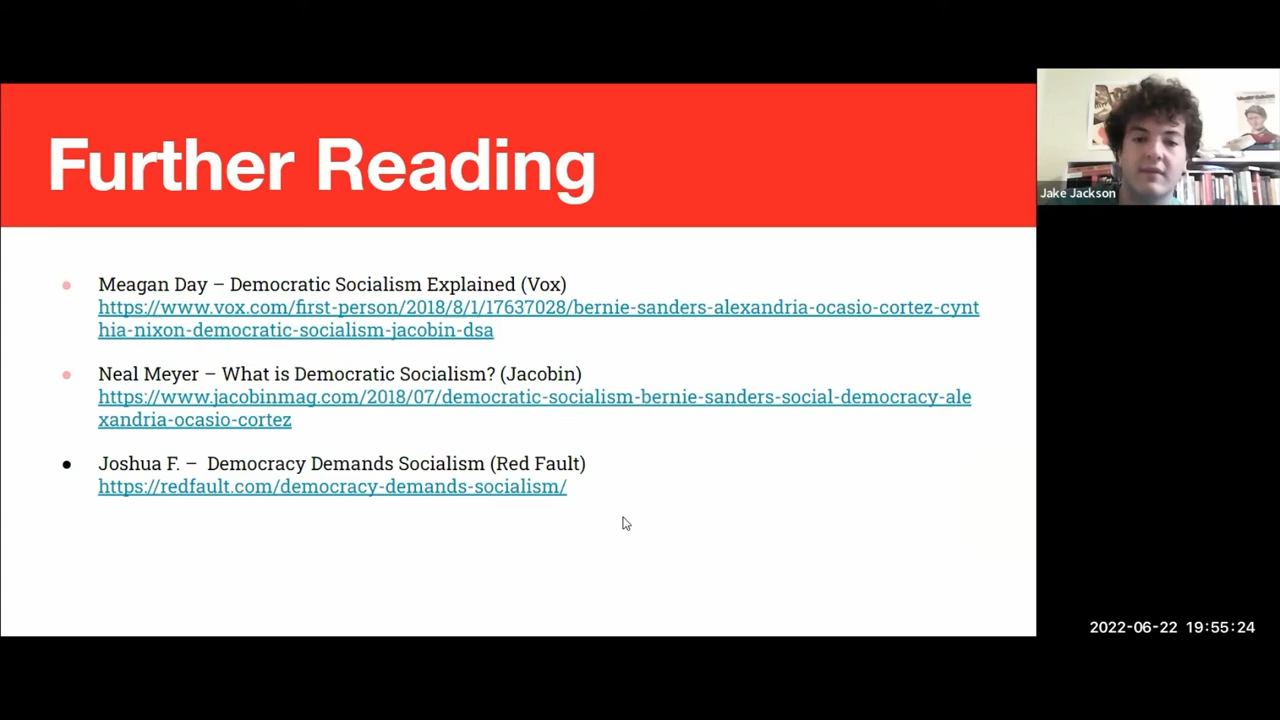 Further Reading
Jake Jackson
Meagan Day – Democratic Socialism Explained (Vox)
https://www.vox.com/first-person/2018/8/1/17637028/bernie-sanders-alexandria-ocasio-cortez-cynt
hia-nixon-democratic-socialism-jacobin-dsa
Neal Meyer – What is Democratic Socialism? (Jacobin)
https://www.jacobinmag.com/2018/07/democratic-socialism-bernie-sanders-social-democracy-ale
xandria-ocasio-cortez
Joshua F. –  Democracy Demands Socialism (Red Fault)
https://redfault.com/democracy-demands-socialism/
2022-06-22 19:55:24